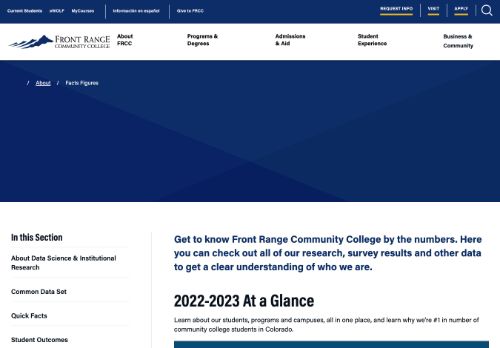 Current Students eWOLF MyCourses Información en español Give to FRCC REQUEST INFO VISIT APPLY
FRONT RANGE
COMMUNITY COLLEGE
About
FRCC
Programs &
Degrees
Admissions
& Aid
Student
Experience
Business &
Community
/ About / Facts Figures
In this Section
About Data Science & Institutional
Research
Common Data Set
Quick Facts
Student Outcomes
Get to know Front Range Community College by the numbers. Here
you can check out all of our research, survey results and other data
to get a clear understanding of who we are.
2022-2023 At a Glance
Learn about our students, programs and campuses, all in one place, and learn why we're #1 in number of
community college students in Colorado.